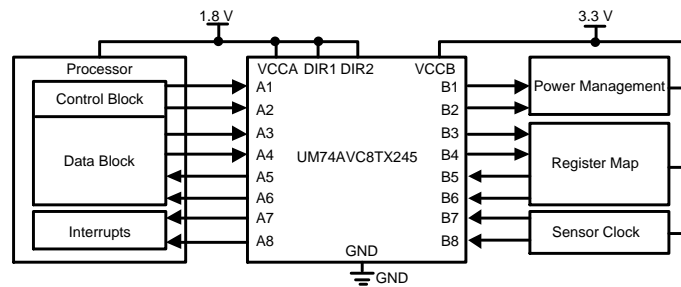 1.8 V
3.3 V
Processor
VCCA DIR1 DIR2 VCCB
Control Block
A1
A2
A3
A4
A5
A6
A7
A8
Data Block
Interrupts
UM74AVC8TX245
GND
GND
B1
B2
B3
B4
B5
B6
B7
B8
Power Management
Register Map
Sensor Clock